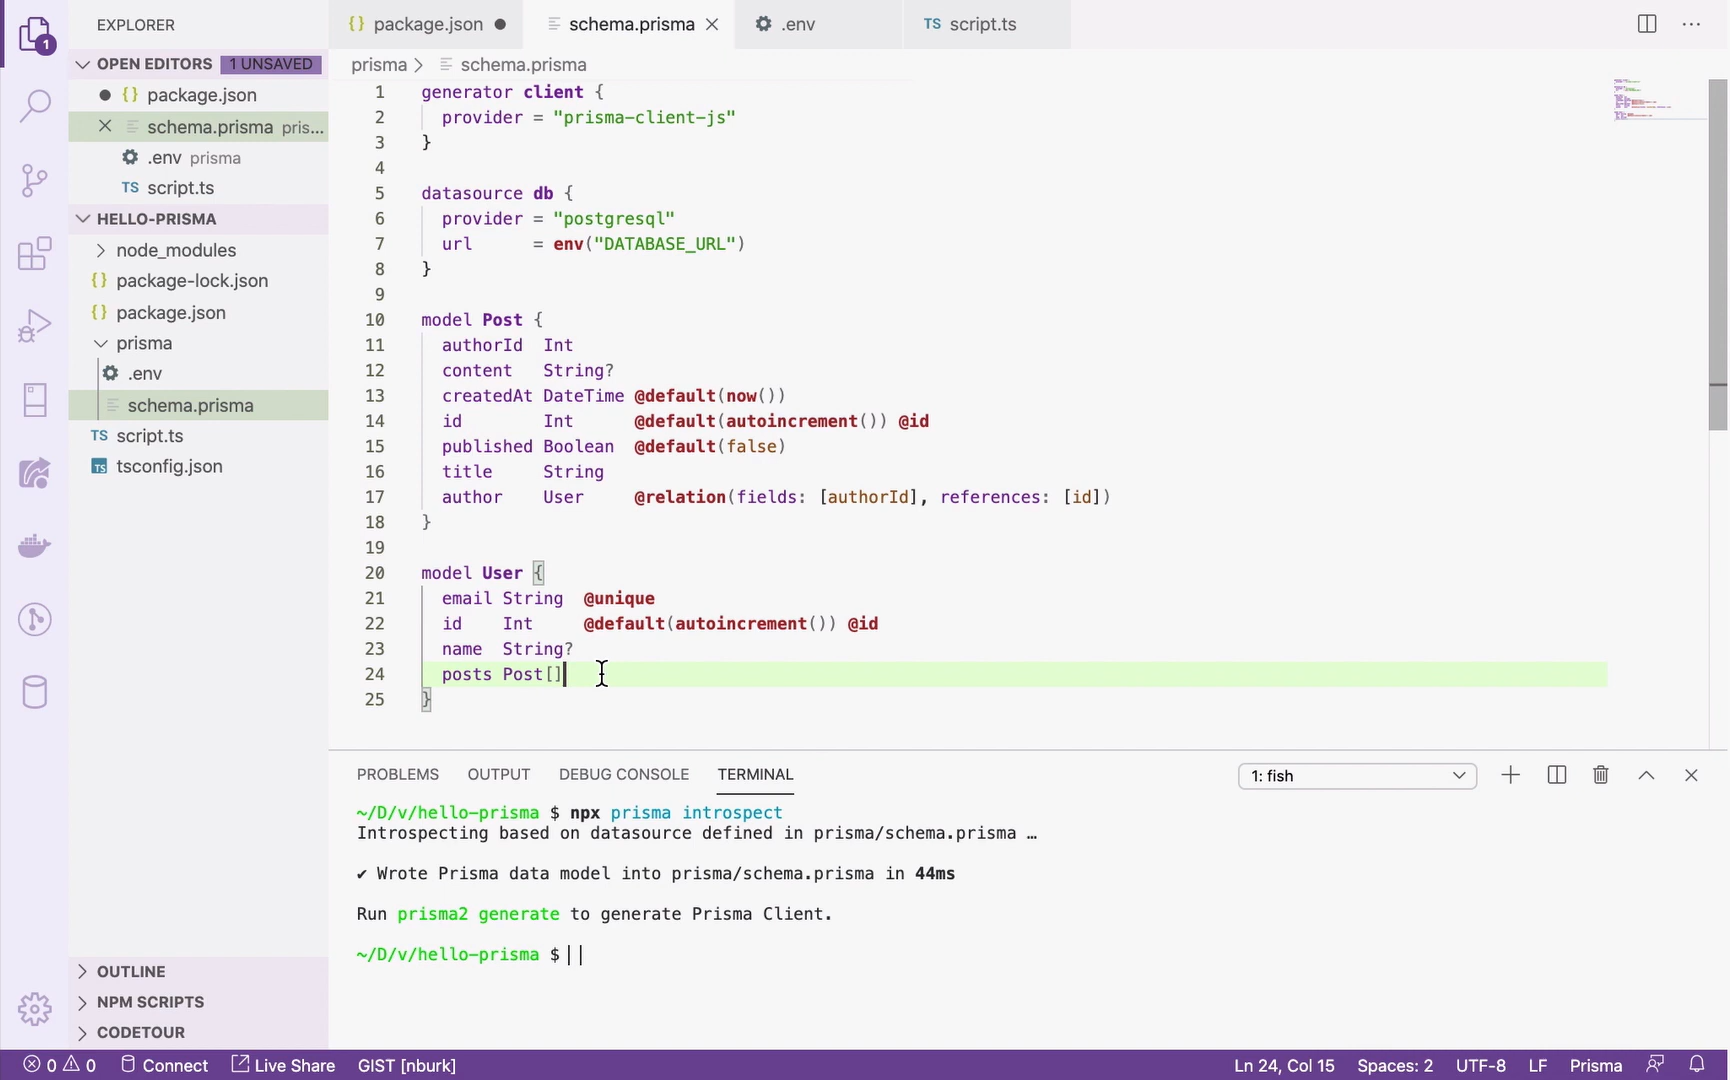 EXPLORER
OPEN EDITORS 1 UNSAVED
{} package.json
schema.prisma pris...
.env prisma
TS script.ts
HELLO-PRISMA
node_modules
{} package-lock.json
{} package.json
prisma
.env
schema.prisma
TS script.ts
TS tsconfig.json
OUTLINE
NPM SCRIPTS
CODETOUR
1
{} package.json ● schema.prisma × .env TS script.ts
prisma > schema.prisma
1 generator client {
2   provider = "prisma-client-js"
3 }
4
5 datasource db {
6   provider = "postgresql"
7   url      = env("DATABASE_URL")
8 }
9
10 model Post {
11   authorId  Int
12   content   String?
13   createdAt DateTime @default(now())
14   id        Int      @default(autoincrement()) @id
15   published Boolean  @default(false)
16   title     String
17   author    User     @relation(fields: [authorId], references: [id])
18 }
19
20 model User {
21   email String  @unique
22   id    Int     @default(autoincrement()) @id
23   name  String?
24   posts Post[]
25 }
PROBLEMS OUTPUT DEBUG CONSOLE TERMINAL 1: fish
~/D/v/hello-prisma $ npx prisma introspect
Introspecting based on datasource defined in prisma/schema.prisma …
✔ Wrote Prisma data model into prisma/schema.prisma in 44ms
Run prisma2 generate to generate Prisma Client.
~/D/v/hello-prisma $
0 0 Connect Live Share GIST [nburk] Ln 24, Col 15 Spaces: 2 UTF-8 LF Prisma